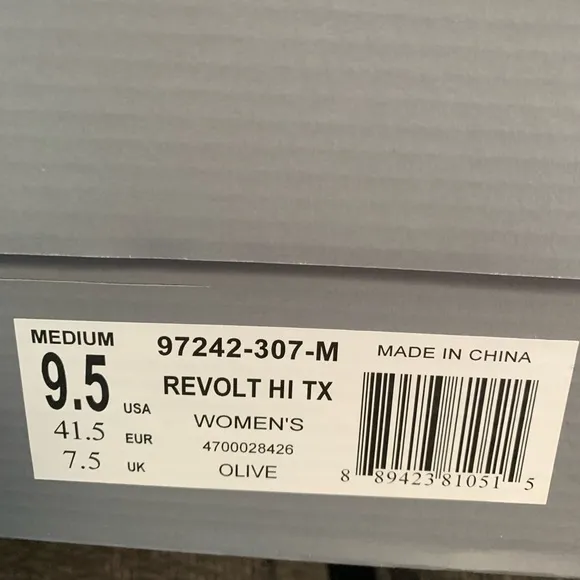 MEDIUM
9.5 USA
41.5 EUR
7.5 UK
97242-307-M
REVOLT HI TX
WOMEN'S
4700028426
OLIVE
MADE IN CHINA
8 89423 81051 5